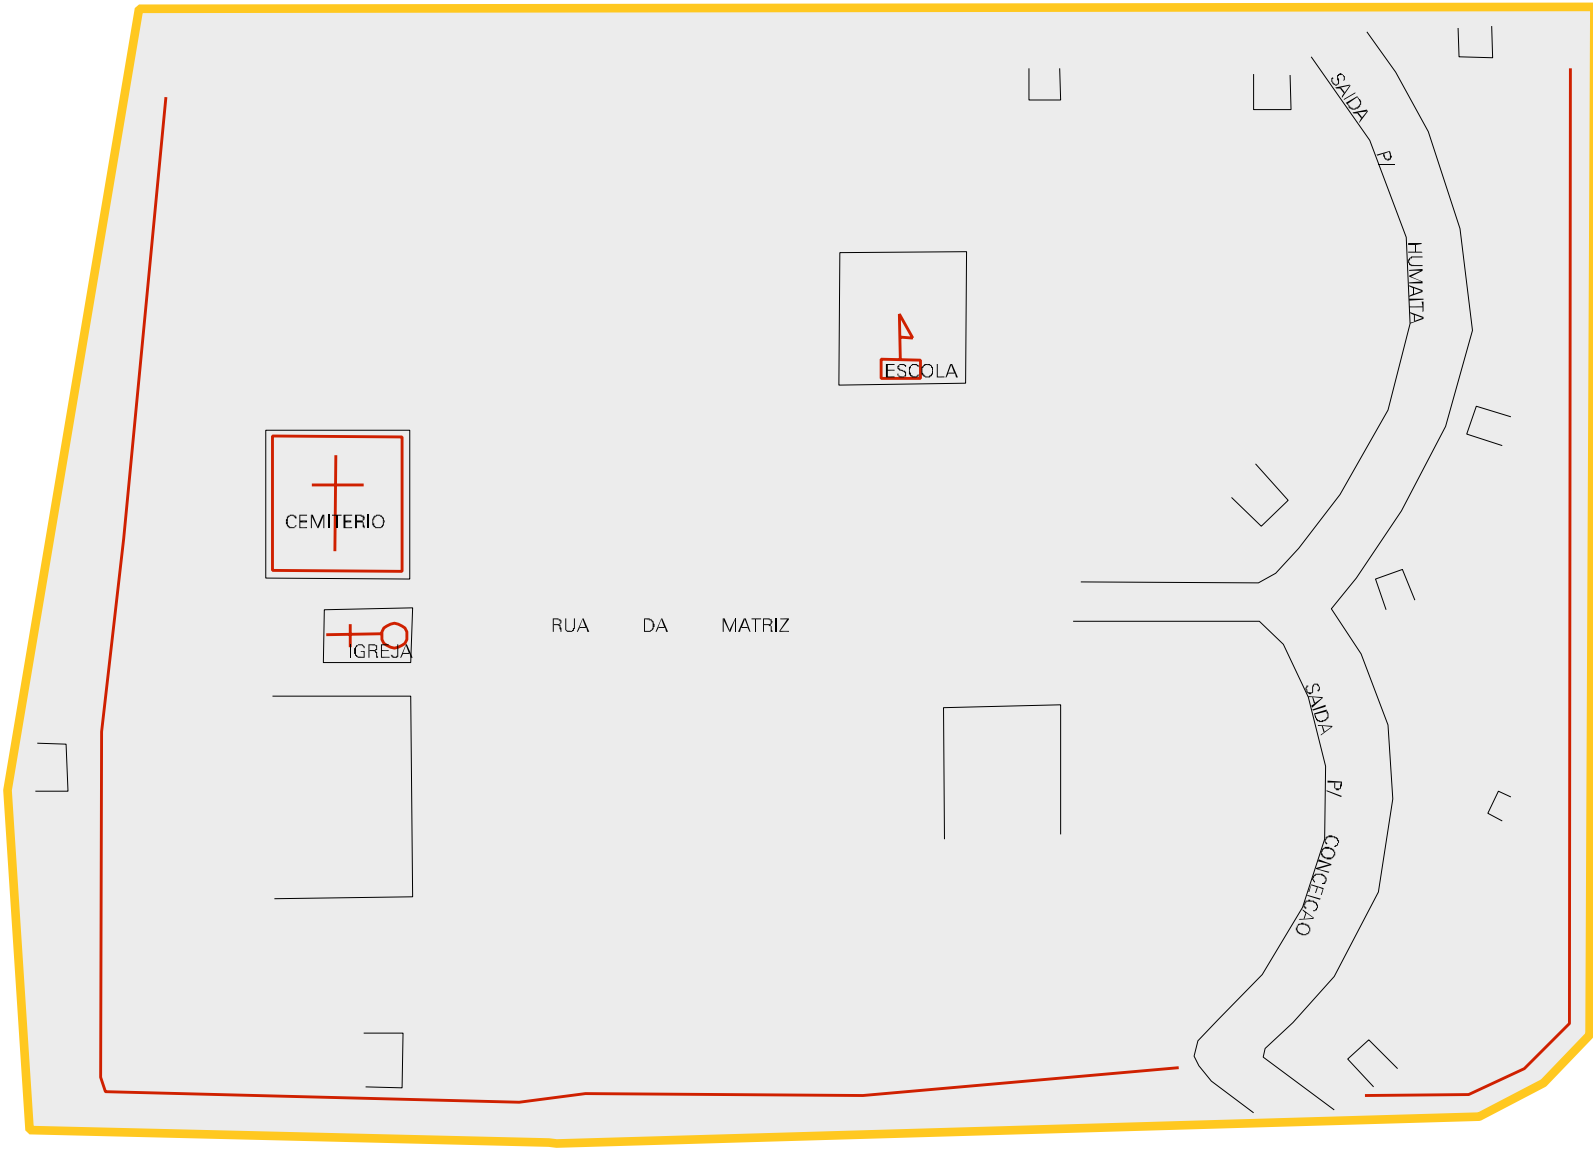 SAIDA P/ HUMAITA
ESCOLA
CEMITERIO
RUA DA MATRIZ
IGREJA
SAIDA P/ CONCEICAO